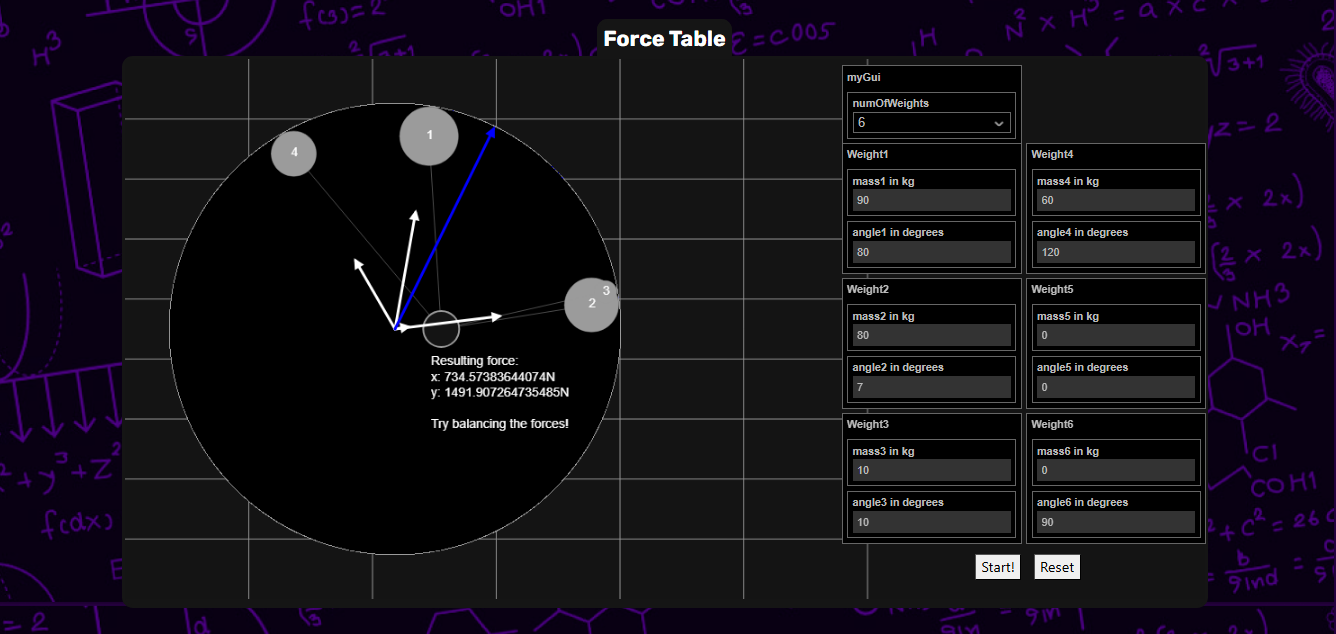 Force Table
4
1
2
3
Resulting force:
x: 734.57383644074N
y: 1491.907264735485N
Try balancing the forces!
myGui
numOfWeights
6
Weight1
mass1 in kg
90
angle1 in degrees
80
Weight2
mass2 in kg
80
angle2 in degrees
7
Weight3
mass3 in kg
10
angle3 in degrees
10
Weight4
mass4 in kg
60
angle4 in degrees
120
Weight5
mass5 in kg
0
angle5 in degrees
0
Weight6
mass6 in kg
0
angle6 in degrees
90
Start!
Reset